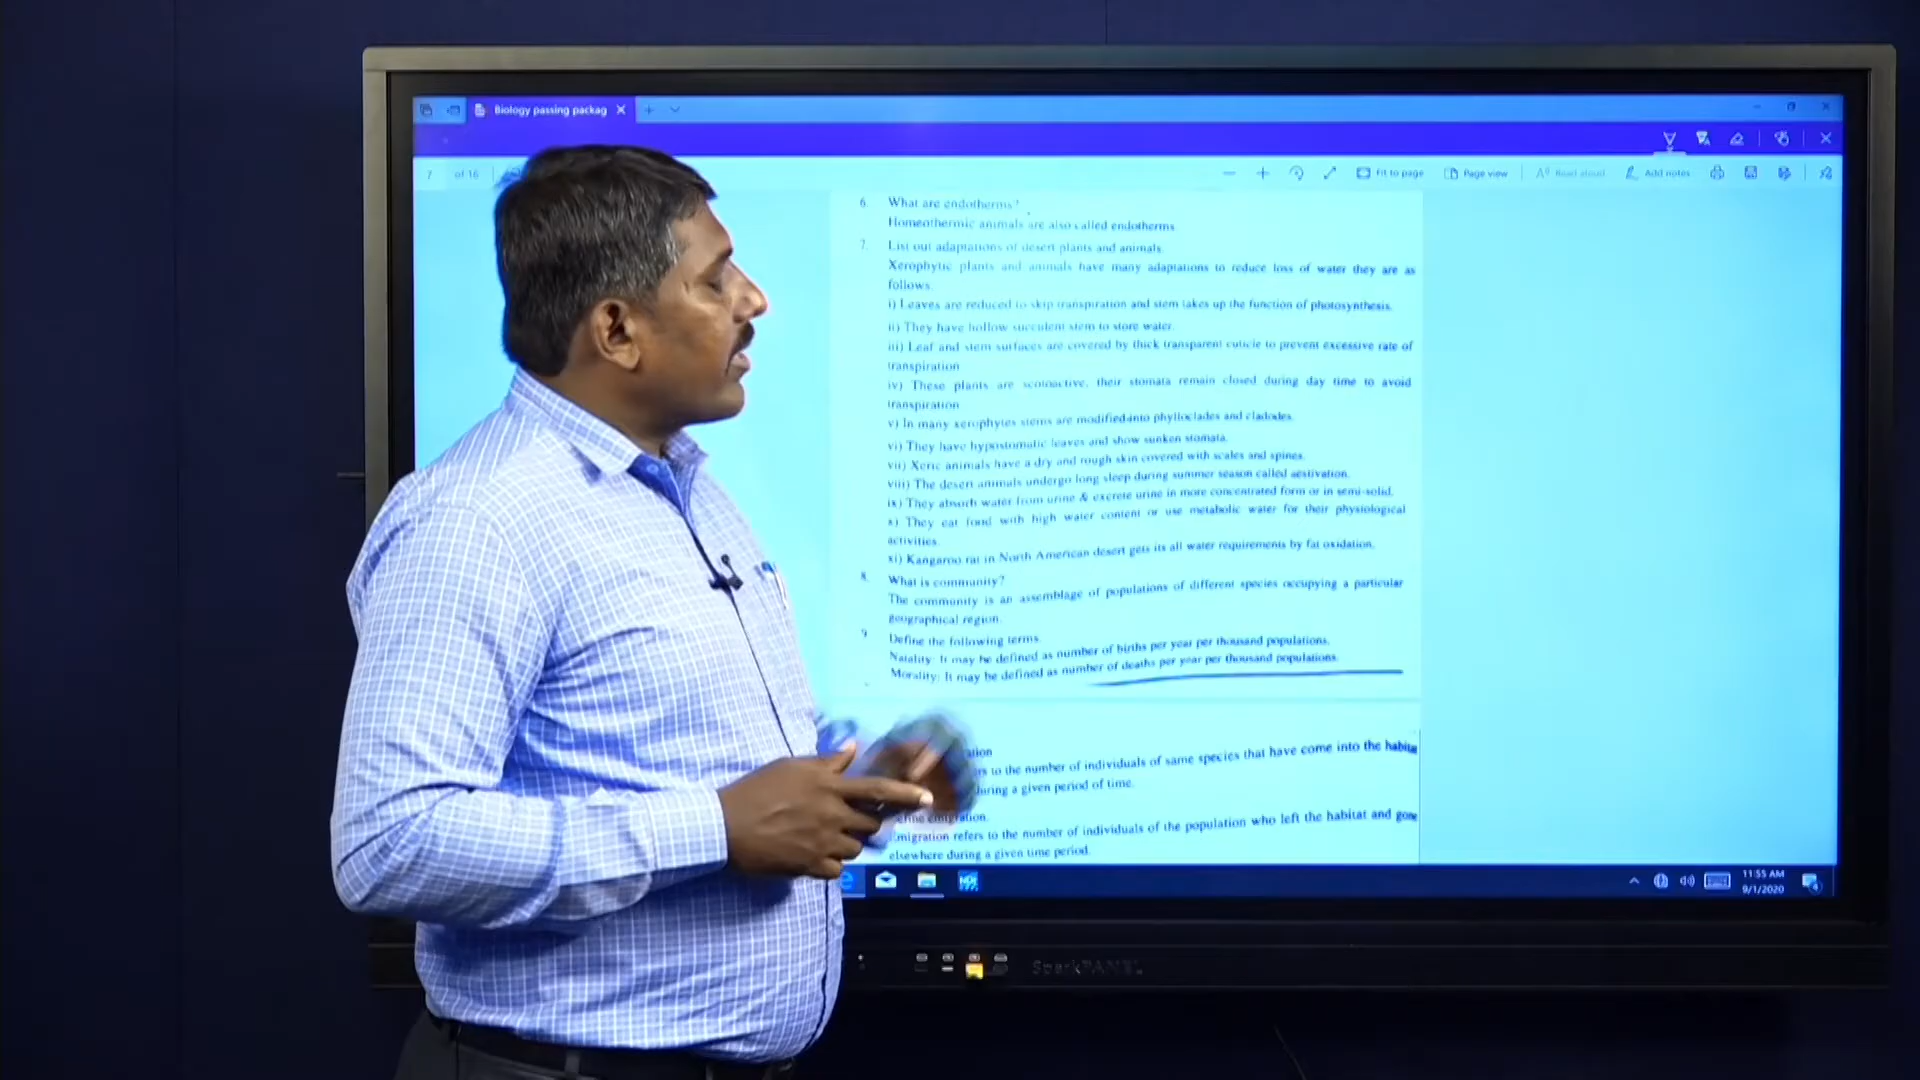 Biology passing packag
7 of 16
Fit to page
Page view
Read aloud
Add notes
6. What are endotherms?
Homeothermic animals are also called endotherms
7. List out adaptations of desert plants and animals.
Xerophytic plants and animals have many adaptations to reduce loss of water they are as
follows.
i) Leaves are reduced to skip transpiration and stem takes up the function of photosynthesis.
ii) They have hollow succulent stem to store water.
iii) Leaf and stem surfaces are covered by thick transparent cuticle to prevent excessive rate of
transpiration
iv) These plants are scotoactive, their stomata remain closed during day time to avoid
transpiration
v) In many xerophytes stems are modified into phylloclades and cladodes.
vi) They have hypostomatic leaves and show sunken stomata.
vii) Xeric animals have a dry and rough skin covered with scales and spines.
viii) The desert animals undergo long sleep during summer season called aestivation.
ix) They absorb water from urine & excrete urine in more concentrated form or in semi-solid.
x) They eat food with high water content or use metabolic water for their physiological
activities.
xi) Kangaroo rat in North American desert gets its all water requirements by fat oxidation.
8. What is community?
The community is an assemblage of populations of different species occupying a particular
geographical region.
9. Define the following terms.
Natality: It may be defined as number of births per year per thousand populations.
Morality: It may be defined as number of deaths per year per thousand populations.
to the number of individuals of same species that have come into the habita
during a given period of time.
emigration.
migration refers to the number of individuals of the population who left the habitat and gone
elsewhere during a given time period.
11:55 AM
9/1/2020
SparkPANEL